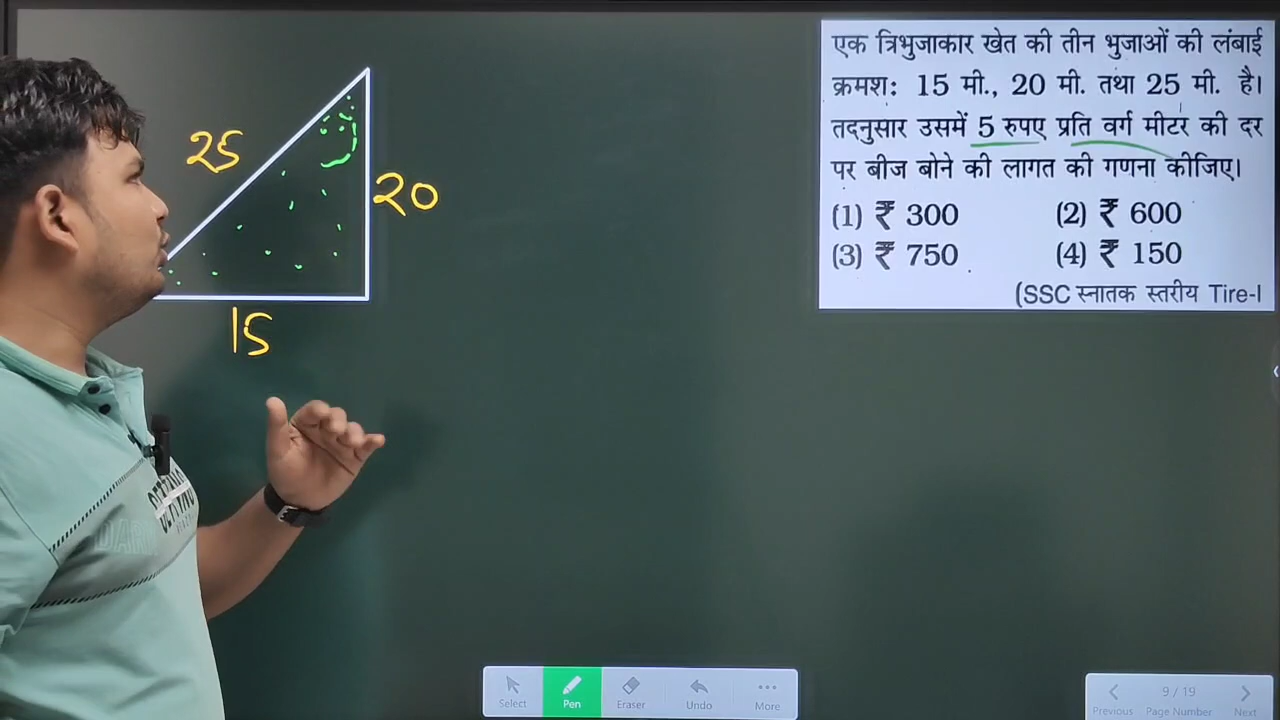 एक त्रिभुजाकार खेत की तीन भुजाओं की लंबाई
क्रमश: 15 मी., 20 मी. तथा 25 मी. है।
तदनुसार उसमें 5 रुपए प्रति वर्ग मीटर की दर
पर बीज बोने की लागत की गणना कीजिए।
(1) ₹ 300 (2) ₹ 600
(3) ₹ 750 (4) ₹ 150
(SSC स्नातक स्तरीय Tire-I
25
20
15
Select Pen Eraser Undo More
9 / 19
Previous Page Number Next